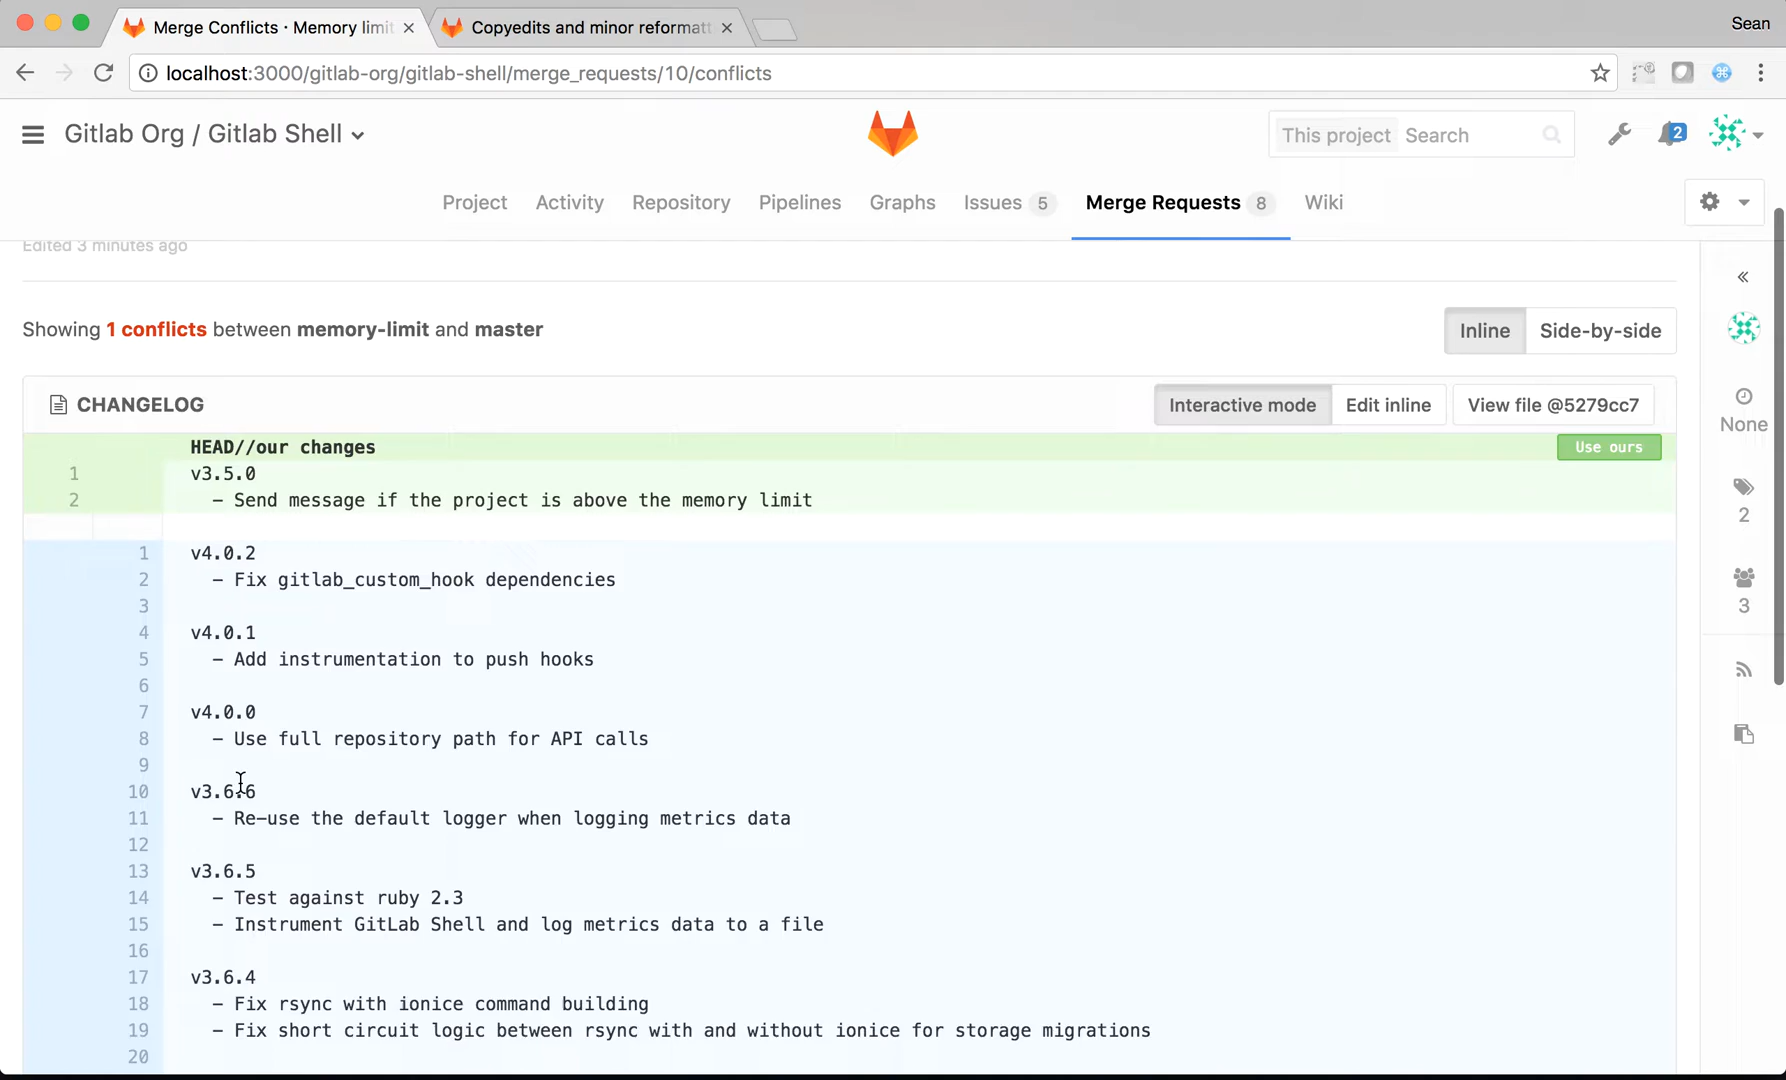 Merge Conflicts · Memory limit
Copyedits and minor reformatt
Sean
localhost:3000/gitlab-org/gitlab-shell/merge_requests/10/conflicts
Gitlab Org / Gitlab Shell
This project Search
2
Project Activity Repository Pipelines Graphs Issues 5 Merge Requests 8 Wiki
Edited 3 minutes ago
Showing 1 conflicts between memory-limit and master
Inline Side-by-side
CHANGELOG
Interactive mode Edit inline View file @5279cc7
HEAD//our changes
Use ours
1 v3.5.0
2 – Send message if the project is above the memory limit
1 v4.0.2
2 – Fix gitlab_custom_hook dependencies
3
4 v4.0.1
5 – Add instrumentation to push hooks
6
7 v4.0.0
8 – Use full repository path for API calls
9
10 v3.6.6
11 – Re-use the default logger when logging metrics data
12
13 v3.6.5
14 – Test against ruby 2.3
15 – Instrument GitLab Shell and log metrics data to a file
16
17 v3.6.4
18 – Fix rsync with ionice command building
19 – Fix short circuit logic between rsync with and without ionice for storage migrations
20
«
None
2
3